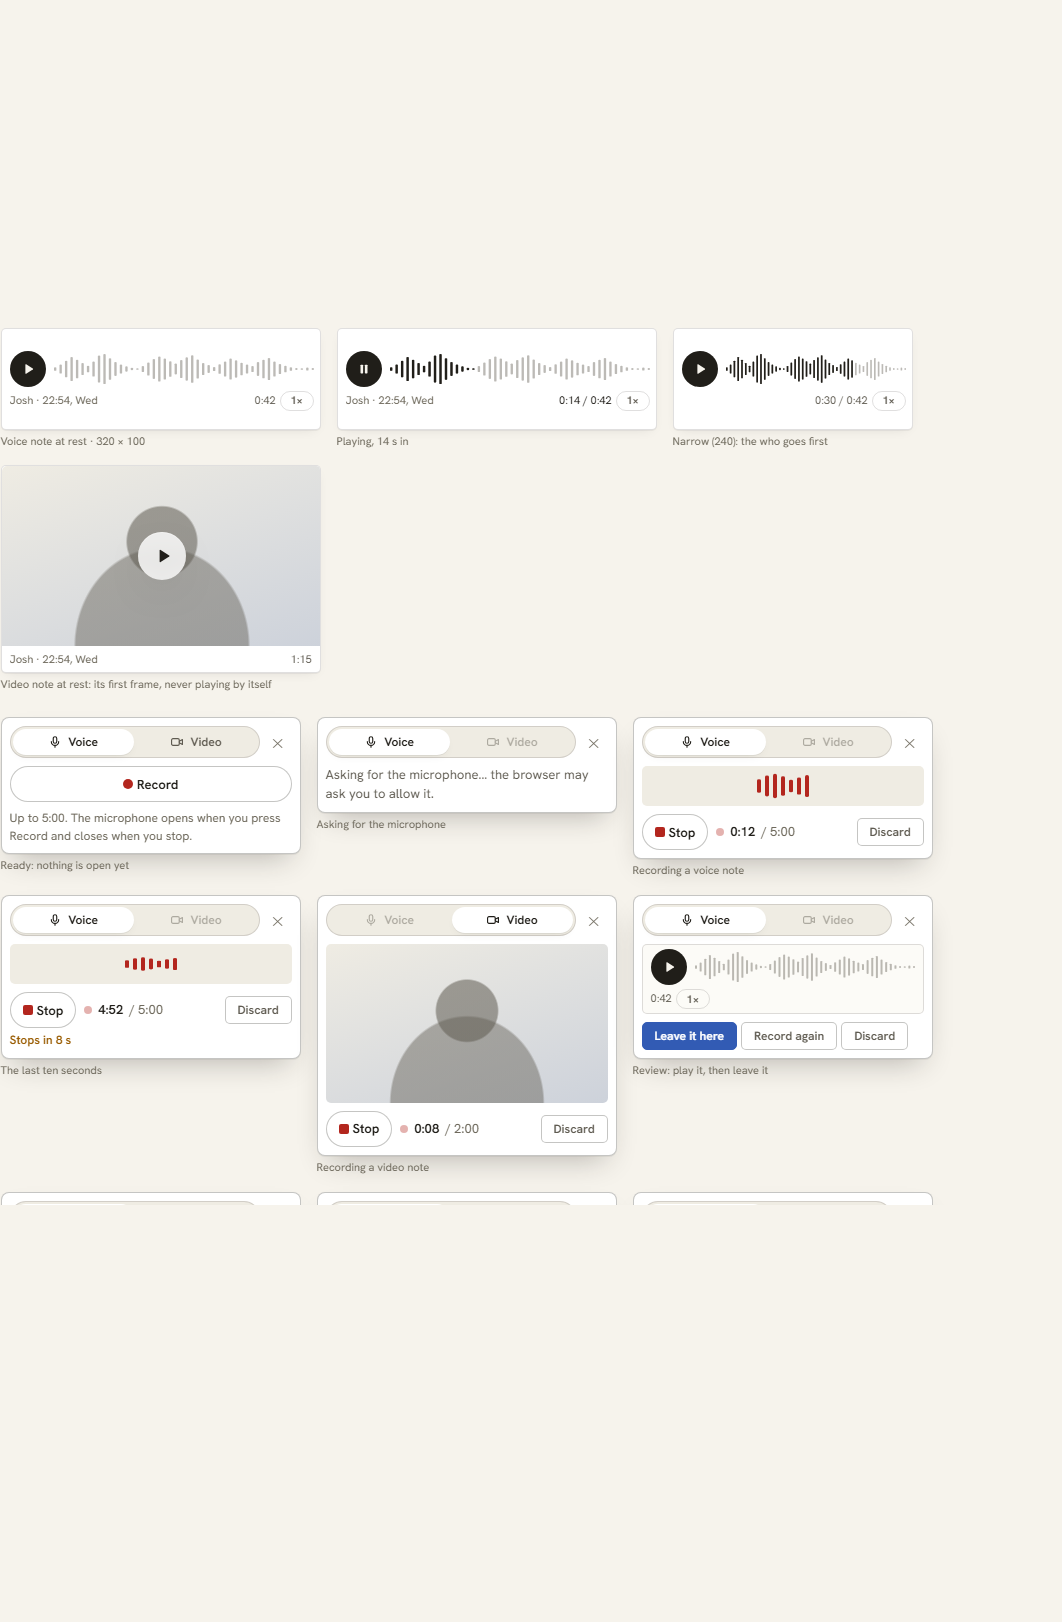 Josh · 22:54, Wed 0:42 1×
Josh · 22:54, Wed 0:14 / 0:42 1×
0:30 / 0:42 1×
Voice note at rest · 320 × 100
Playing, 14 s in
Narrow (240): the who goes first
Josh · 22:54, Wed 1:15
Video note at rest: its first frame, never playing by itself
Voice Video
Record
Up to 5:00. The microphone opens when you press
Record and closes when you stop.
Ready: nothing is open yet
Voice Video
Asking for the microphone... the browser may
ask you to allow it.
Asking for the microphone
Voice Video
Stop 0:12 / 5:00 Discard
Recording a voice note
Voice Video
Stop 4:52 / 5:00 Discard
Stops in 8 s
The last ten seconds
Voice Video
Stop 0:08 / 2:00 Discard
Recording a video note
Voice Video
0:42 1×
Leave it here Record again Discard
Review: play it, then leave it